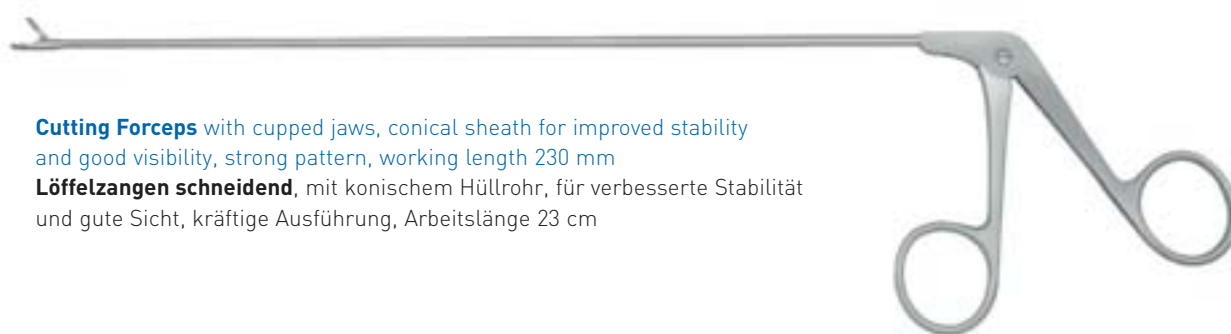 Cutting Forceps with cupped jaws, conical sheath for improved stability
and good visibility, strong pattern, working length 230 mm
Löffelzangen schneidend, mit konischem Hüllrohr, für verbesserte Stabilität
und gute Sicht, kräftige Ausführung, Arbeitslänge 23 cm